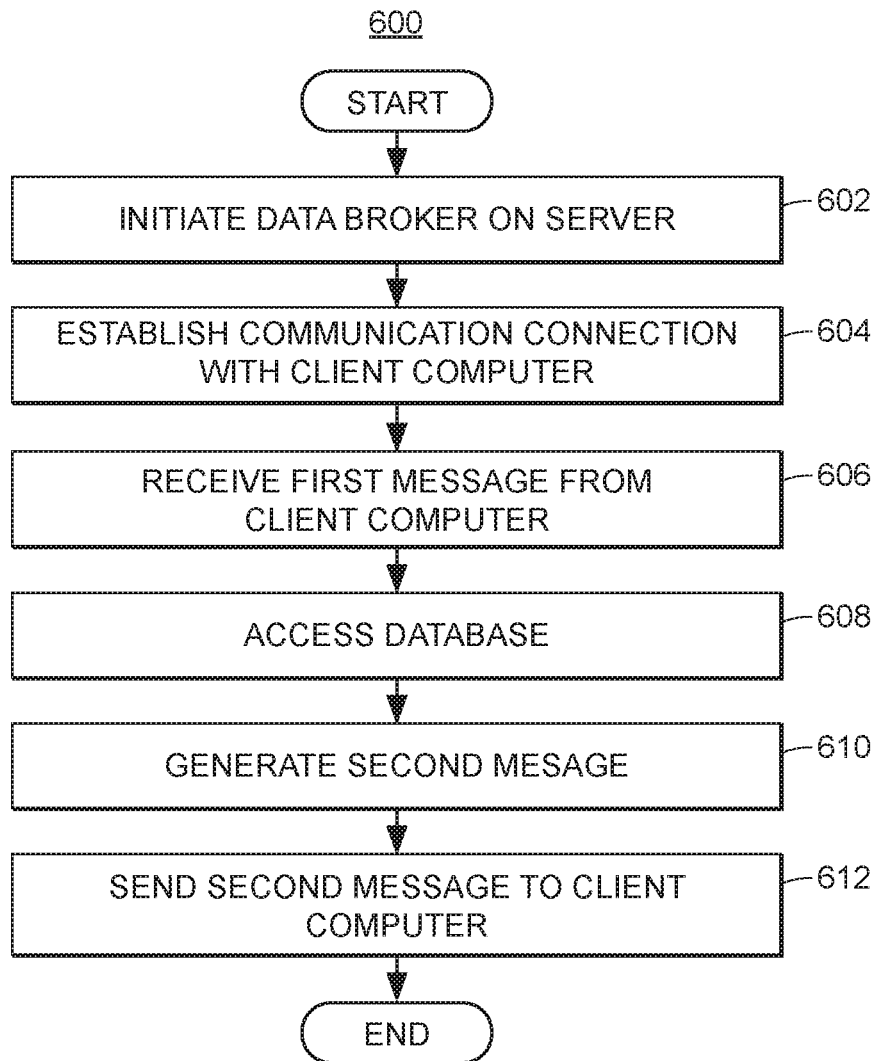 600
START
INITIATE DATA BROKER ON SERVER
602
ESTABLISH COMMUNICATION CONNECTION
WITH CLIENT COMPUTER
604
RECEIVE FIRST MESSAGE FROM
CLIENT COMPUTER
606
ACCESS DATABASE
608
GENERATE SECOND MESAGE
610
SEND SECOND MESSAGE TO CLIENT
COMPUTER
612
END